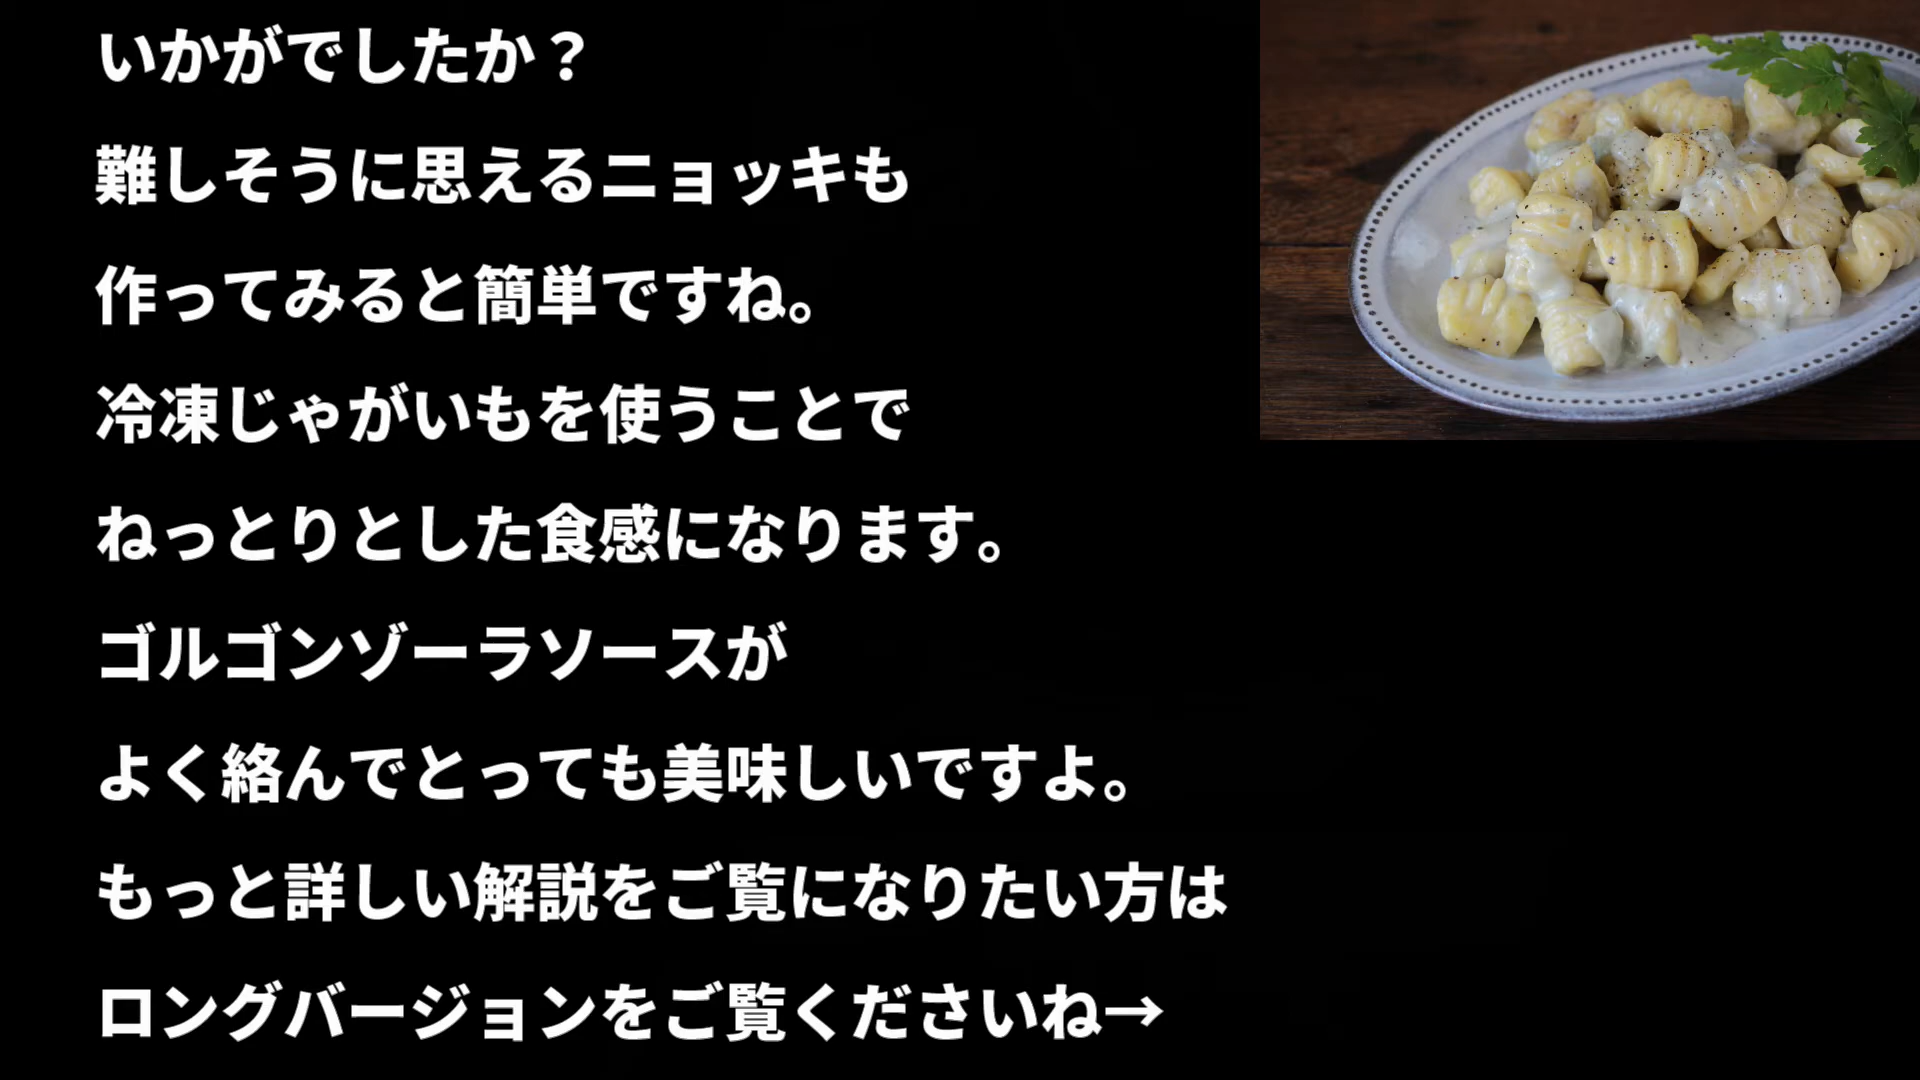 いかがでしたか？
難しそうに思えるニョッキも
作ってみると簡単ですね。
冷凍じゃがいもを使うことで
ねっとりとした食感になります。
ゴルゴンゾーラソースが
よく絡んでとっても美味しいですよ。
もっと詳しい解説をご覧になりたい方は
ロングバージョンをご覧くださいね→